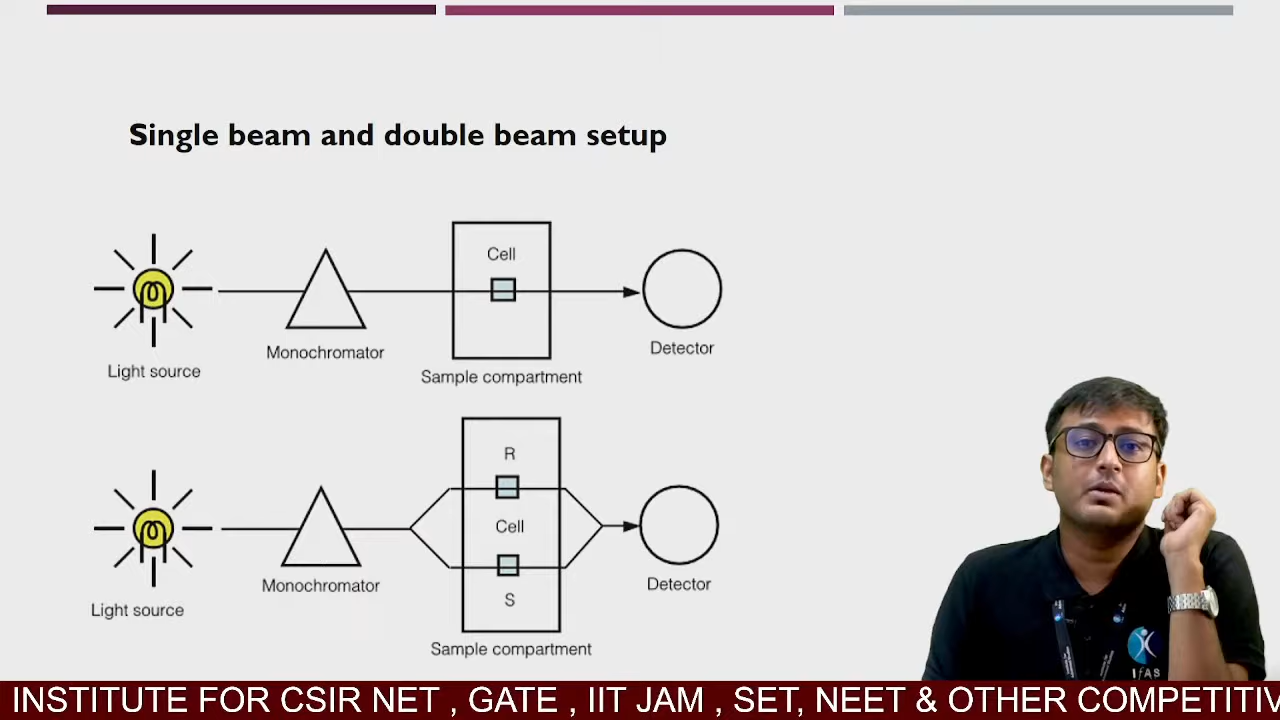 Single beam and double beam setup
Cell
Light source
Monochromator
Sample compartment
Detector
R
Cell
S
Light source
Monochromator
Sample compartment
Detector
IfAS
INSTITUTE FOR CSIR NET , GATE , IIT JAM , SET, NEET & OTHER COMPETITIV